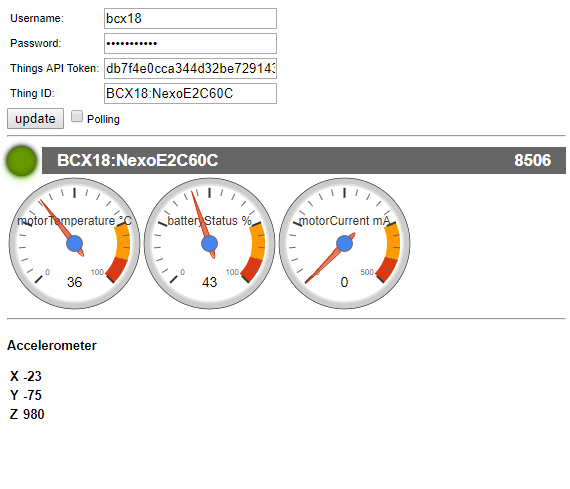 Username: bcx18
Password: •••••••••••
Things API Token: db7f4e0cca344d32be729143
Thing ID: BCX18:NexoE2C60C
update Polling
BCX18:NexoE2C60C 8506
motorTemperature °C batteryStatus % motorCurrent mA
0 100 0 100 0 500
36 43 0
Accelerometer
X -23
Y -75
Z 980